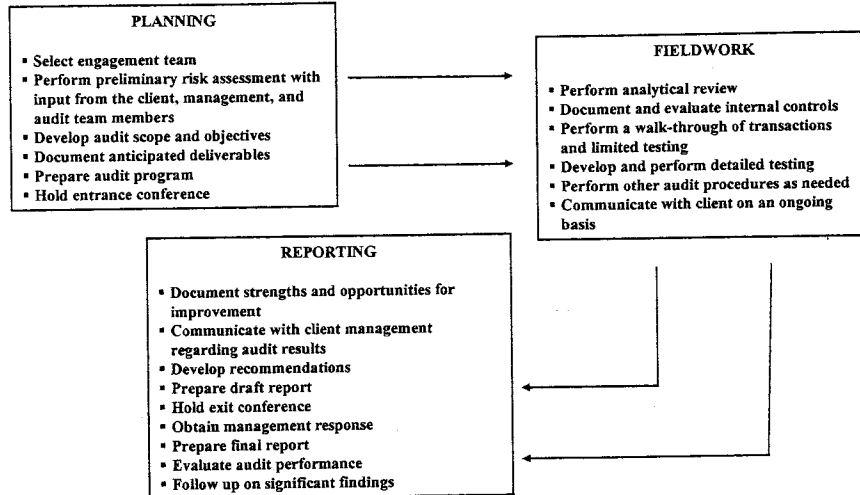 PLANNING
▪ Select engagement team
▪ Perform preliminary risk assessment with
input from the client, management, and
audit team members
▪ Develop audit scope and objectives
▪ Document anticipated deliverables
▪ Prepare audit program
▪ Hold entrance conference
FIELDWORK
▪ Perform analytical review
▪ Document and evaluate internal controls
▪ Perform a walk-through of transactions
and limited testing
▪ Develop and perform detailed testing
▪ Perform other audit procedures as needed
▪ Communicate with client on an ongoing
basis
REPORTING
▪ Document strengths and opportunities for
improvement
▪ Communicate with client management
regarding audit results
▪ Develop recommendations
▪ Prepare draft report
▪ Hold exit conference
▪ Obtain management response
▪ Prepare final report
▪ Evaluate audit performance
▪ Follow up on significant findings